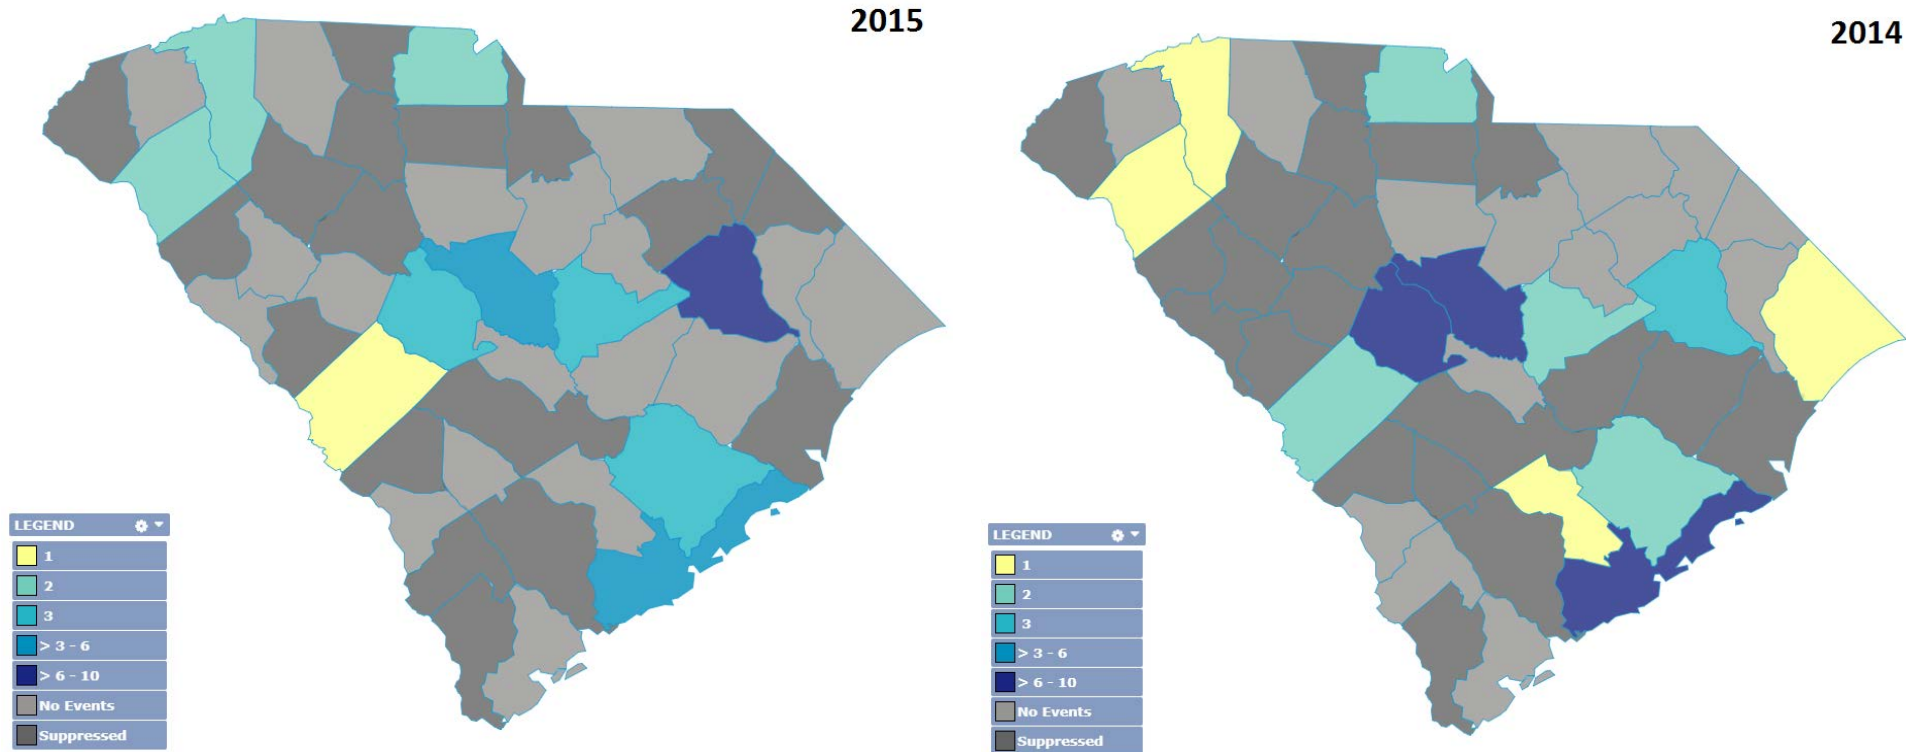 2015
2014
LEGEND
1
2
3
> 3 - 6
> 6 - 10
No Events
Suppressed
LEGEND
1
2
3
> 3 - 6
> 6 - 10
No Events
Suppressed